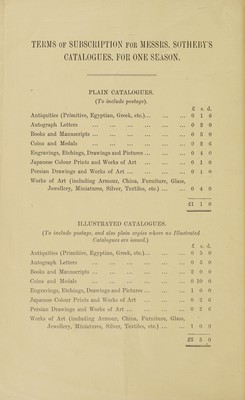 TERMS OF SUBSCRIPTION FOR MESSRS. SOTHEBY'S
CATALOGUES, FOR ONE SEASON.
PLAIN CATALOGUES.
(To include postage).
£ s. d.
Antiquities (Primitive, Egyptian, Greek, etc.)... ... ... 0 1 6
Autograph Letters ... ... ... ... ... ... 0 2 0
Books and Manuscripts ... ... ... ... ... ... 0 5 0
Coins and Medals ... ... ... ... ... ... 0 2 6
Engravings, Etchings, Drawings and Pictures ... ... ... 0 4 0
Japanese Colour Prints and Works of Art ... ... ... 0 1 0
Persian Drawings and Works of Art ... ... ... ... 0 1 0
Works of Art (including Armour, China, Furniture, Glass,
Jewellery, Miniatures, Silver, Textiles, etc.) ... ... 0 4 0
£1 1 0
ILLUSTRATED CATALOGUES.
(To include postage, and also plain copies where no Illustrated
Catalogues are issued.)
£ s. d.
Antiquities (Primitive, Egyptian, Greek, etc.)... ... ... 0 5 0
Autograph Letters ... ... ... ... ... ... 0 5 0
Books and Manuscripts ... ... ... ... ... ... 2 0 0
Coins and Medals ... ... ... ... ... ... 0 10 0
Engravings, Etchings, Drawings and Pictures ... ... ... 1 0 0
Japanese Colour Prints and Works of Art ... ... ... 0 2 6
Persian Drawings and Works of Art ... ... ... ... 0 2 6
Works of Art (including Armour, China, Furniture, Glass,
Jewellery, Miniatures, Silver, Textiles, etc.) ... ... 1 0 0
£5 5 0